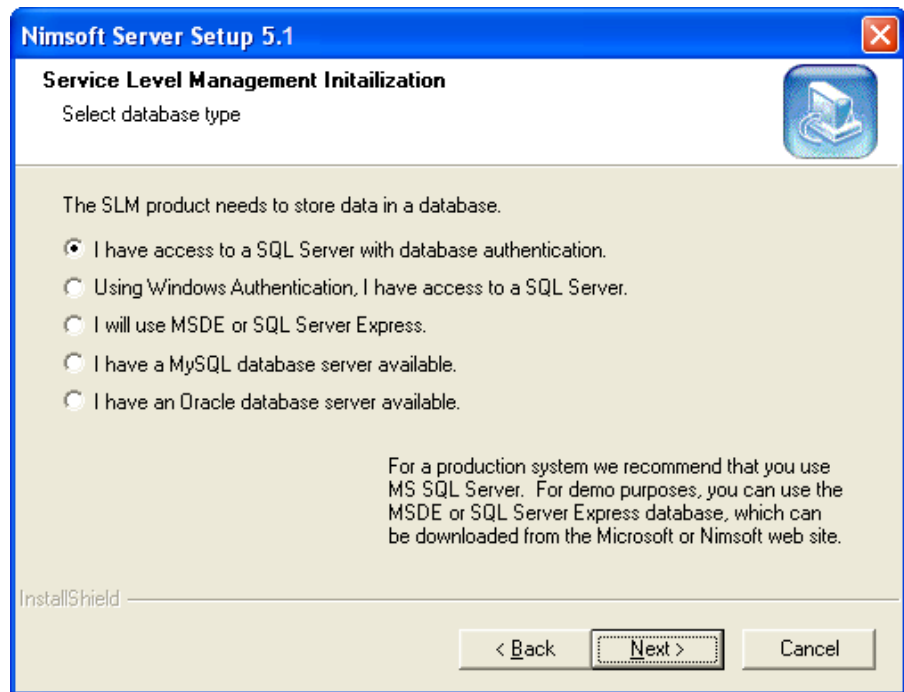 Nimsoft Server Setup 5.1
Service Level Management Initailization
Select database type
The SLM product needs to store data in a database.
I have access to a SQL Server with database authentication.
Using Windows Authentication, I have access to a SQL Server.
I will use MSDE or SQL Server Express.
I have a MySQL database server available.
I have an Oracle database server available.
For a production system we recommend that you use
MS SQL Server. For demo purposes, you can use the
MSDE or SQL Server Express database, which can
be downloaded from the Microsoft or Nimsoft web site.
InstallShield
< Back
Next >
Cancel